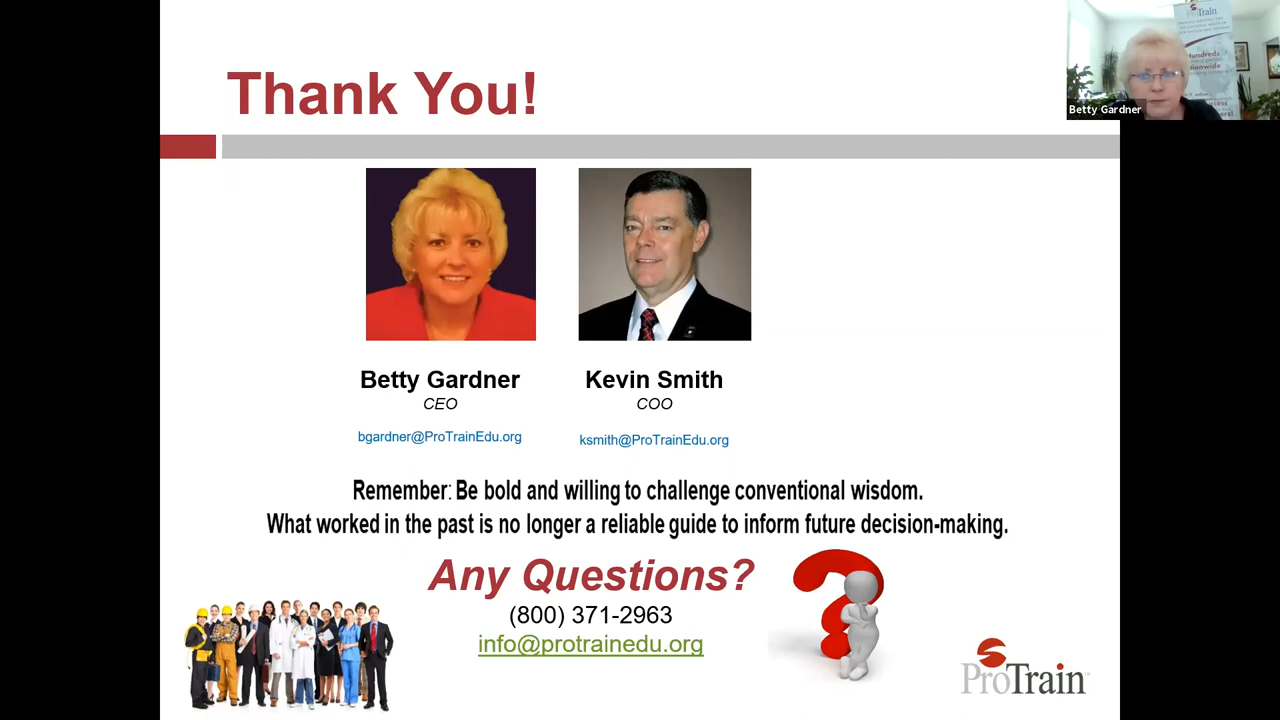 Thank You!
Betty Gardner
CEO
bgardner@ProTrainEdu.org
Kevin Smith
COO
ksmith@ProTrainEdu.org
Remember: Be bold and willing to challenge conventional wisdom.
What worked in the past is no longer a reliable guide to inform future decision-making.
Any Questions?
(800) 371-2963
info@protrainedu.org
ProTrain
Betty Gardner
ProTrain